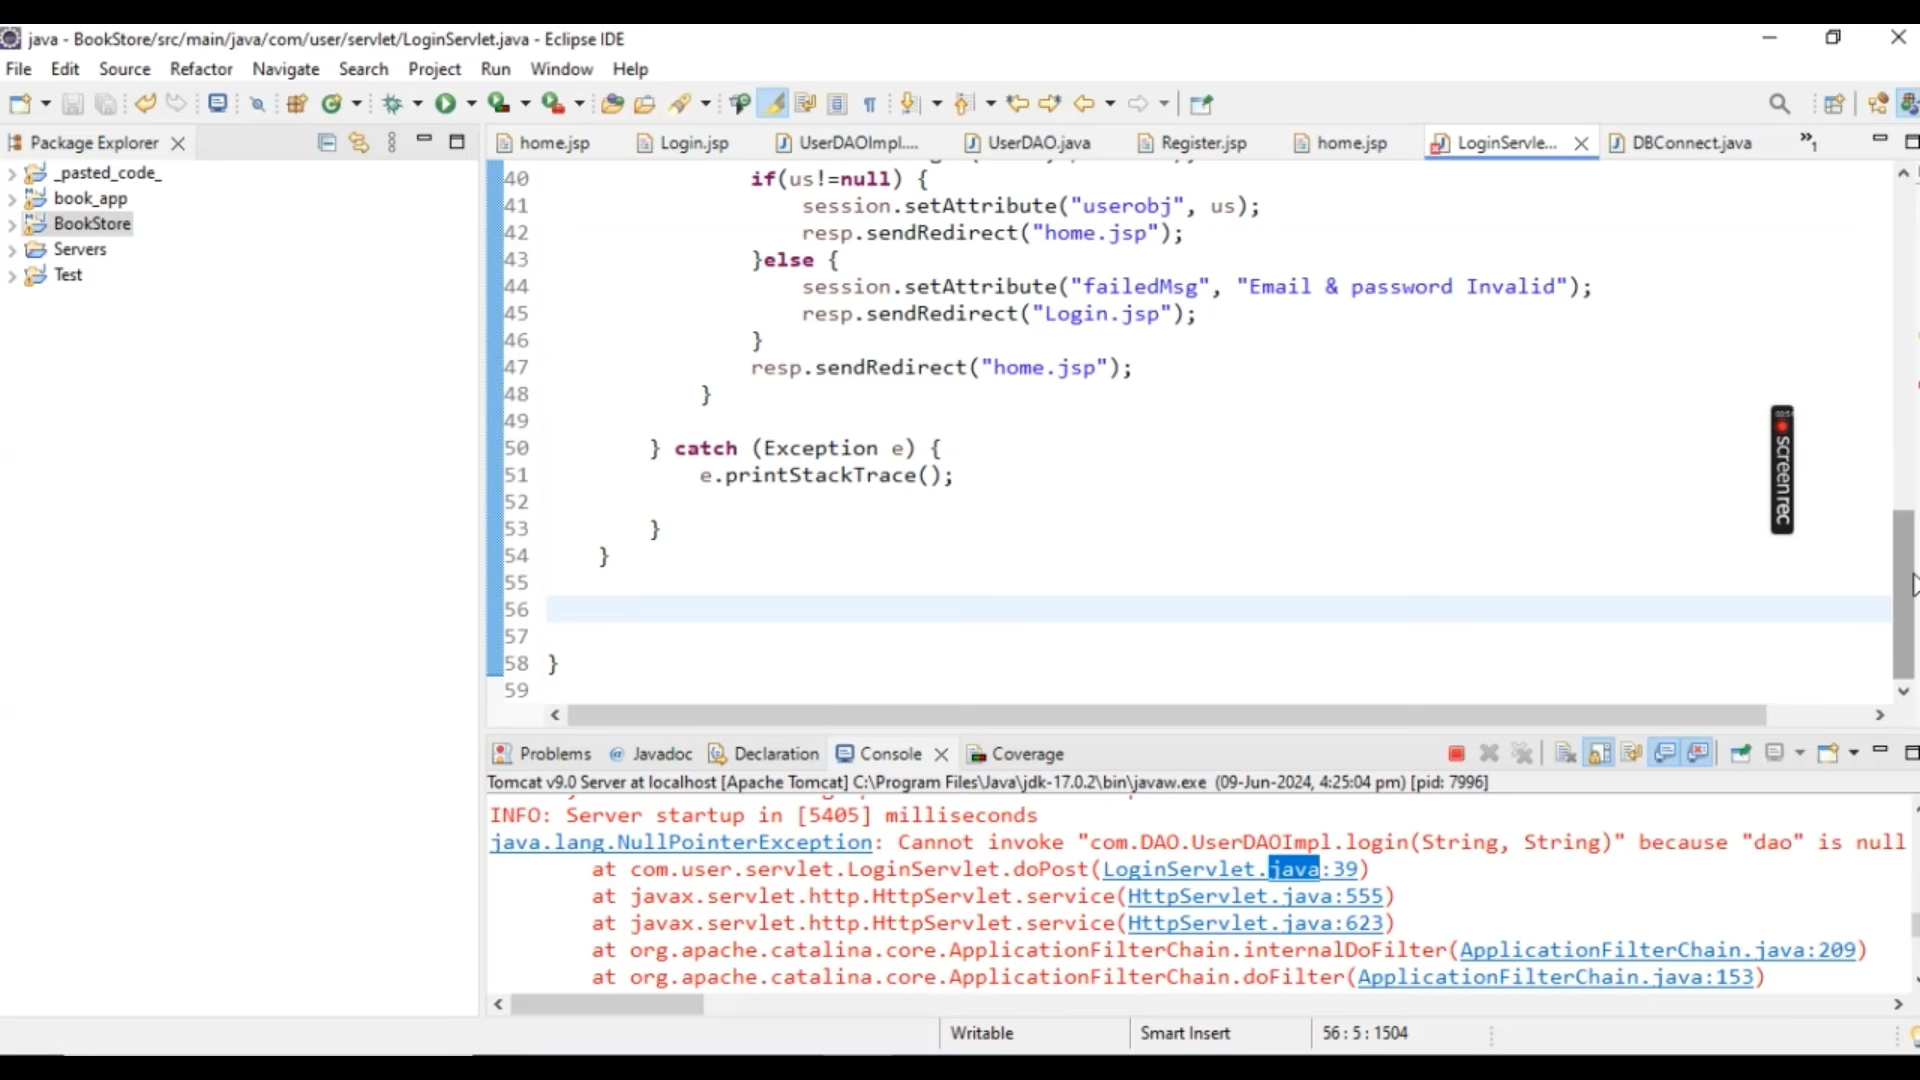 java - BookStore/src/main/java/com/user/servlet/LoginServlet.java - Eclipse IDE
File Edit Source Refactor Navigate Search Project Run Window Help
Package Explorer
home.jsp Login.jsp UserDAOImpl.... UserDAO.java Register.jsp home.jsp LoginServle... DBConnect.java »1
_pasted_code_
book_app
BookStore
Servers
Test
40 if(us!=null) {
41 session.setAttribute("userobj", us);
42 resp.sendRedirect("home.jsp");
43 }else {
44 session.setAttribute("failedMsg", "Email & password Invalid");
45 resp.sendRedirect("Login.jsp");
46 }
47 resp.sendRedirect("home.jsp");
48 }
49
50 } catch (Exception e) {
51 e.printStackTrace();
52
53 }
54 }
55
56
57
58 }
59
screenrec
Problems @ Javadoc Declaration Console Coverage
Tomcat v9.0 Server at localhost [Apache Tomcat] C:\Program Files\Java\jdk-17.0.2\bin\javaw.exe (09-Jun-2024, 4:25:04 pm) [pid: 7996]
INFO: Server startup in [5405] milliseconds
java.lang.NullPointerException: Cannot invoke "com.DAO.UserDAOImpl.login(String, String)" because "dao" is null
at com.user.servlet.LoginServlet.doPost(LoginServlet.java:39)
at javax.servlet.http.HttpServlet.service(HttpServlet.java:555)
at javax.servlet.http.HttpServlet.service(HttpServlet.java:623)
at org.apache.catalina.core.ApplicationFilterChain.internalDoFilter(ApplicationFilterChain.java:209)
at org.apache.catalina.core.ApplicationFilterChain.doFilter(ApplicationFilterChain.java:153)
Writable Smart Insert 56 : 5 : 1504